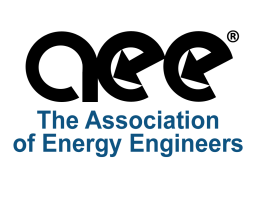 aee®
The Association
of Energy Engineers